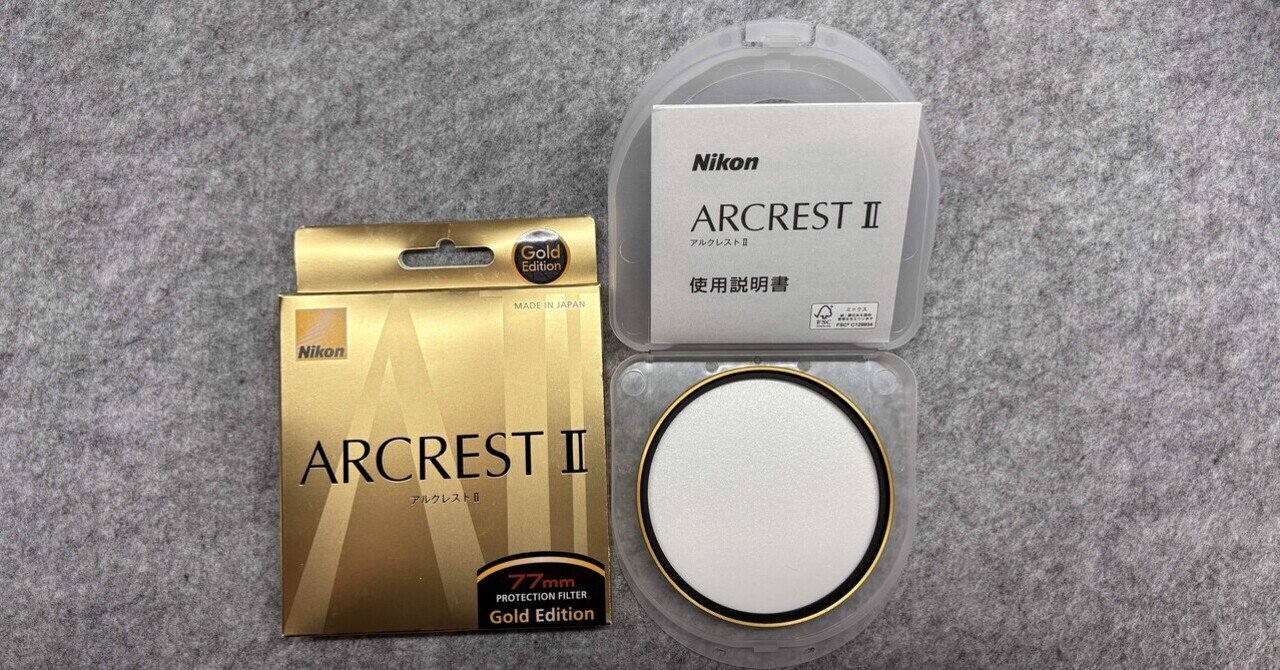 Gold
Edition
MADE IN JAPAN
Nikon
ARCREST II
アルクレストⅡ
77mm
PROTECTION FILTER
Gold Edition
Nikon
ARCREST II
アルクレストⅡ
使用説明書
ミックス
FSC
FSC® C129934